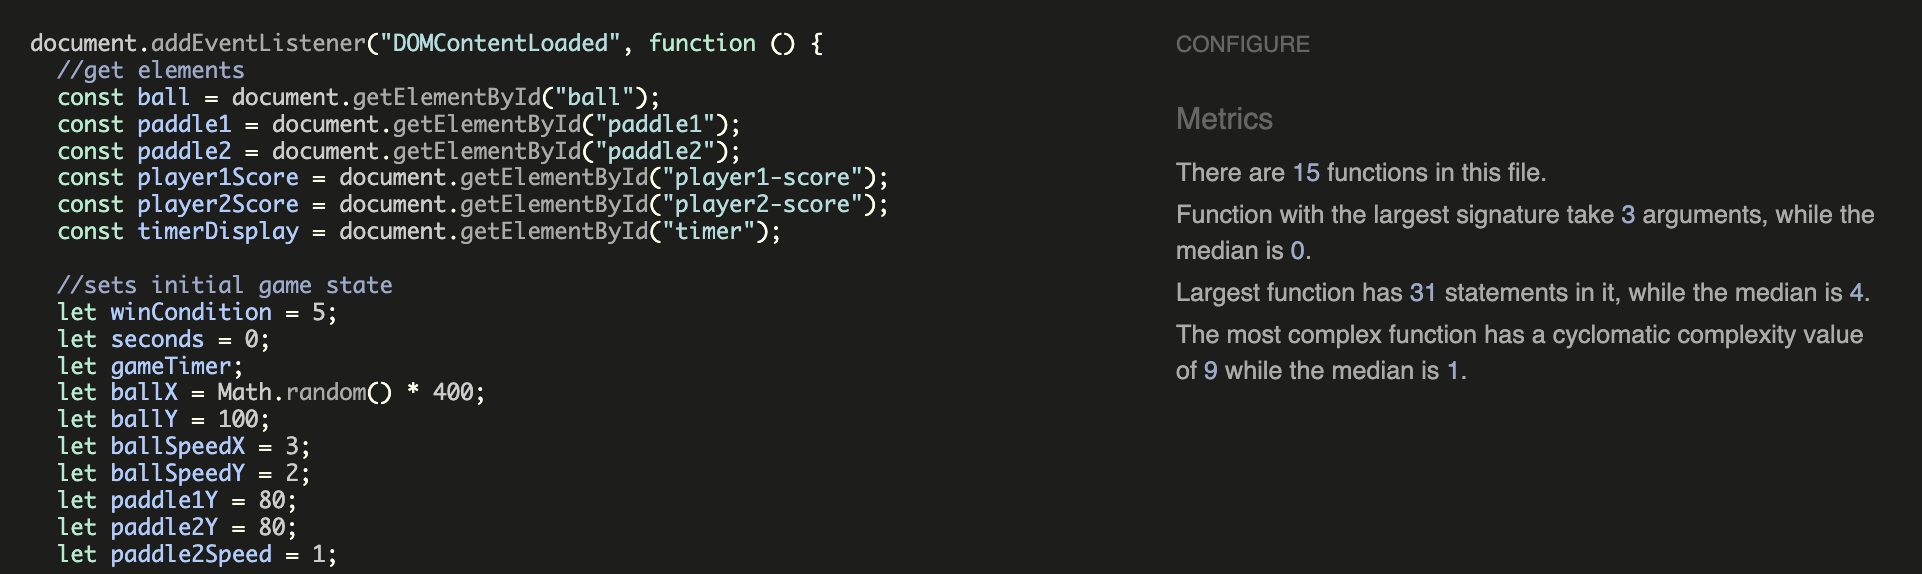 document.addEventListener("DOMContentLoaded", function () {
  //get elements
  const ball = document.getElementById("ball");
  const paddle1 = document.getElementById("paddle1");
  const paddle2 = document.getElementById("paddle2");
  const player1Score = document.getElementById("player1-score");
  const player2Score = document.getElementById("player2-score");
  const timerDisplay = document.getElementById("timer");

  //sets initial game state
  let winCondition = 5;
  let seconds = 0;
  let gameTimer;
  let ballX = Math.random() * 400;
  let ballY = 100;
  let ballSpeedX = 3;
  let ballSpeedY = 2;
  let paddle1Y = 80;
  let paddle2Y = 80;
  let paddle2Speed = 1;
CONFIGURE
Metrics
There are 15 functions in this file.
Function with the largest signature take 3 arguments, while the
median is 0.
Largest function has 31 statements in it, while the median is 4.
The most complex function has a cyclomatic complexity value
of 9 while the median is 1.